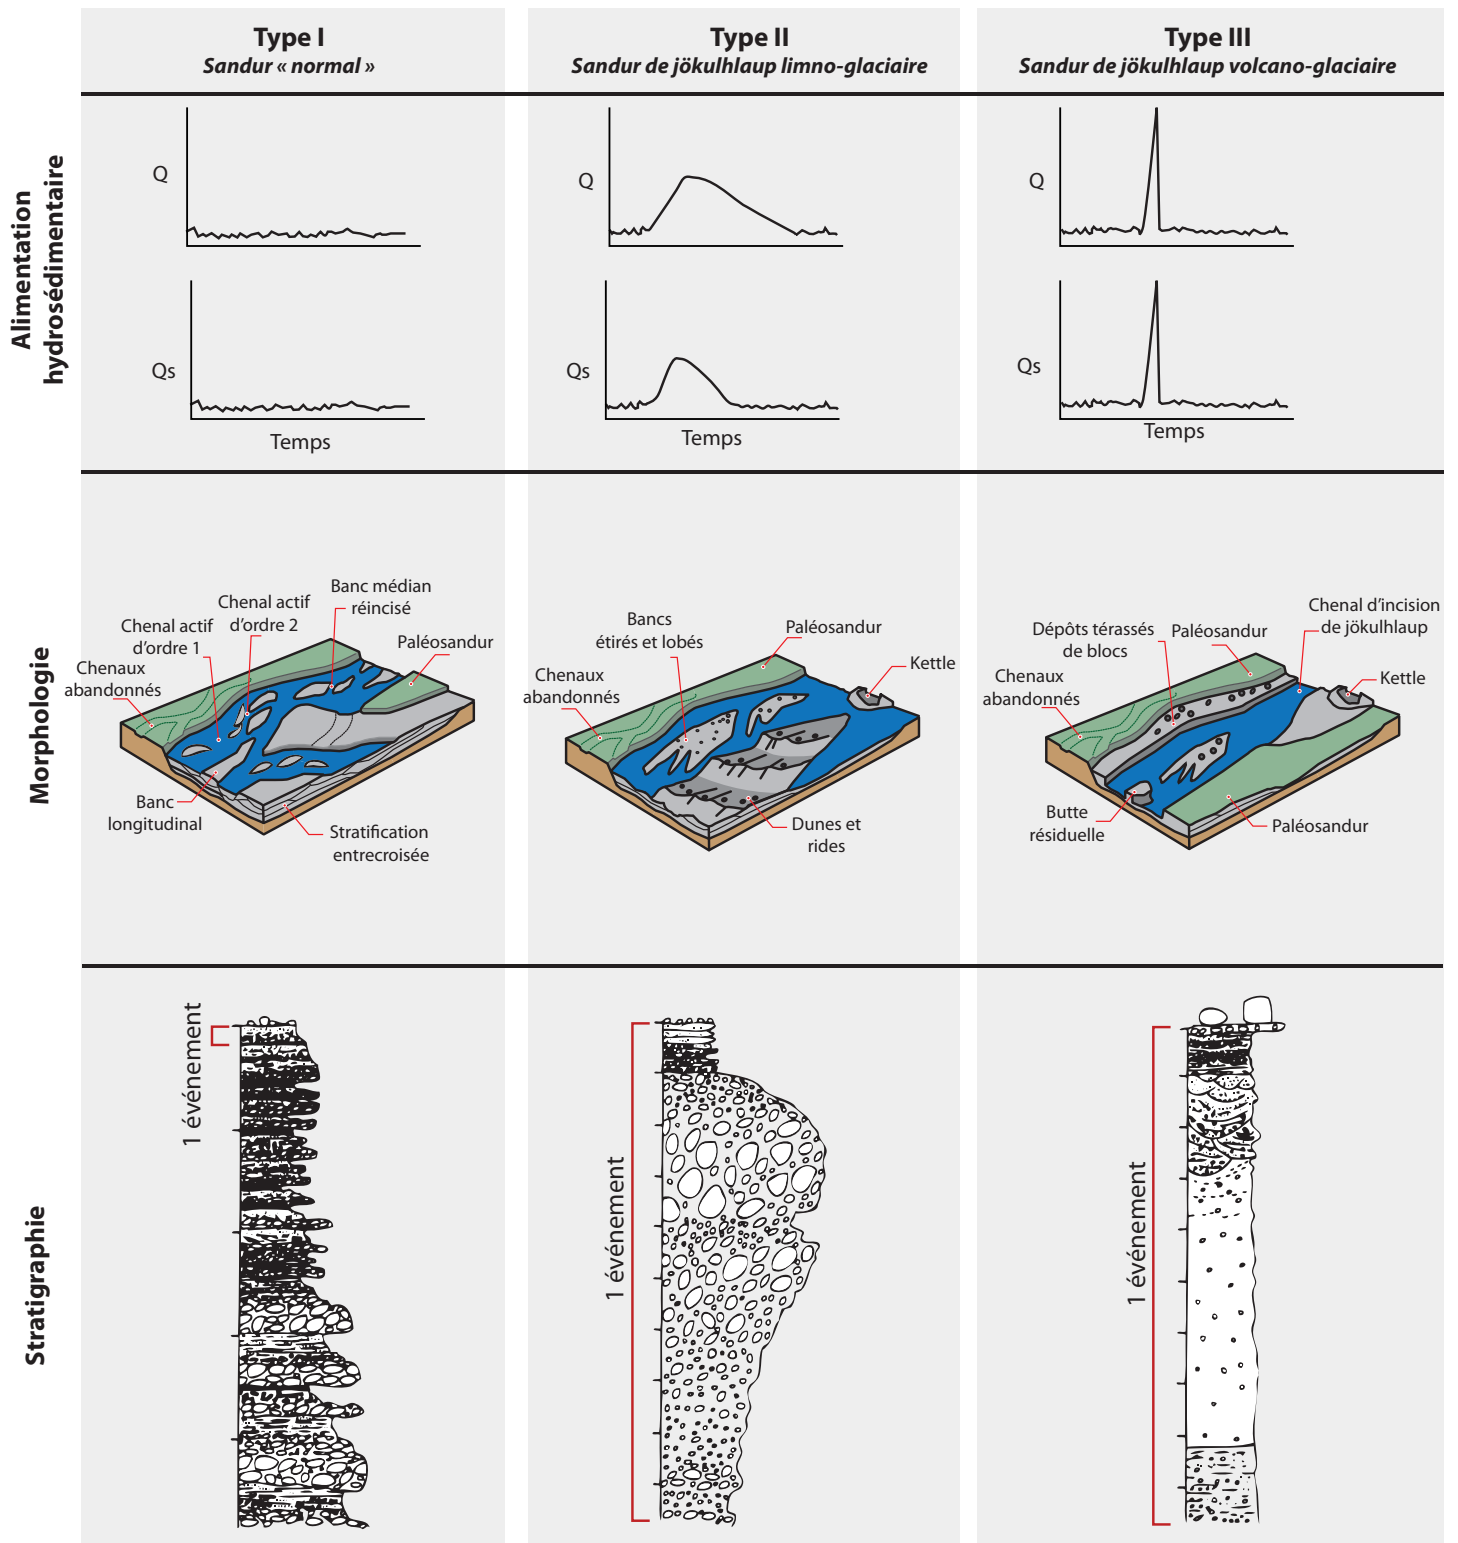 Type I
Sandur « normal »
Type II
Sandur de jökulhlaup limno-glaciaire
Type III
Sandur de jökulhlaup volcano-glaciaire
Alimentation
hydrosédimentaire
Q
Qs
Temps
Q
Qs
Temps
Q
Qs
Temps
Morphologie
Banc médian
réincisé
Chenal actif
d'ordre 2
Chenal actif
d'ordre 1
Paléosandur
Chenaux
abandonnés
Banc
longitudinal
Stratification
entrecroisée
Bancs
étirés et lobés
Paléosandur
Kettle
Chenaux
abandonnés
Dunes et
rides
Chenal d'incision
de jökulhlaup
Dépôts térassés
de blocs
Paléosandur
Chenaux
abandonnés
Kettle
Butte
résiduelle
Paléosandur
Stratigraphie
1 événement
1 événement
1 événement